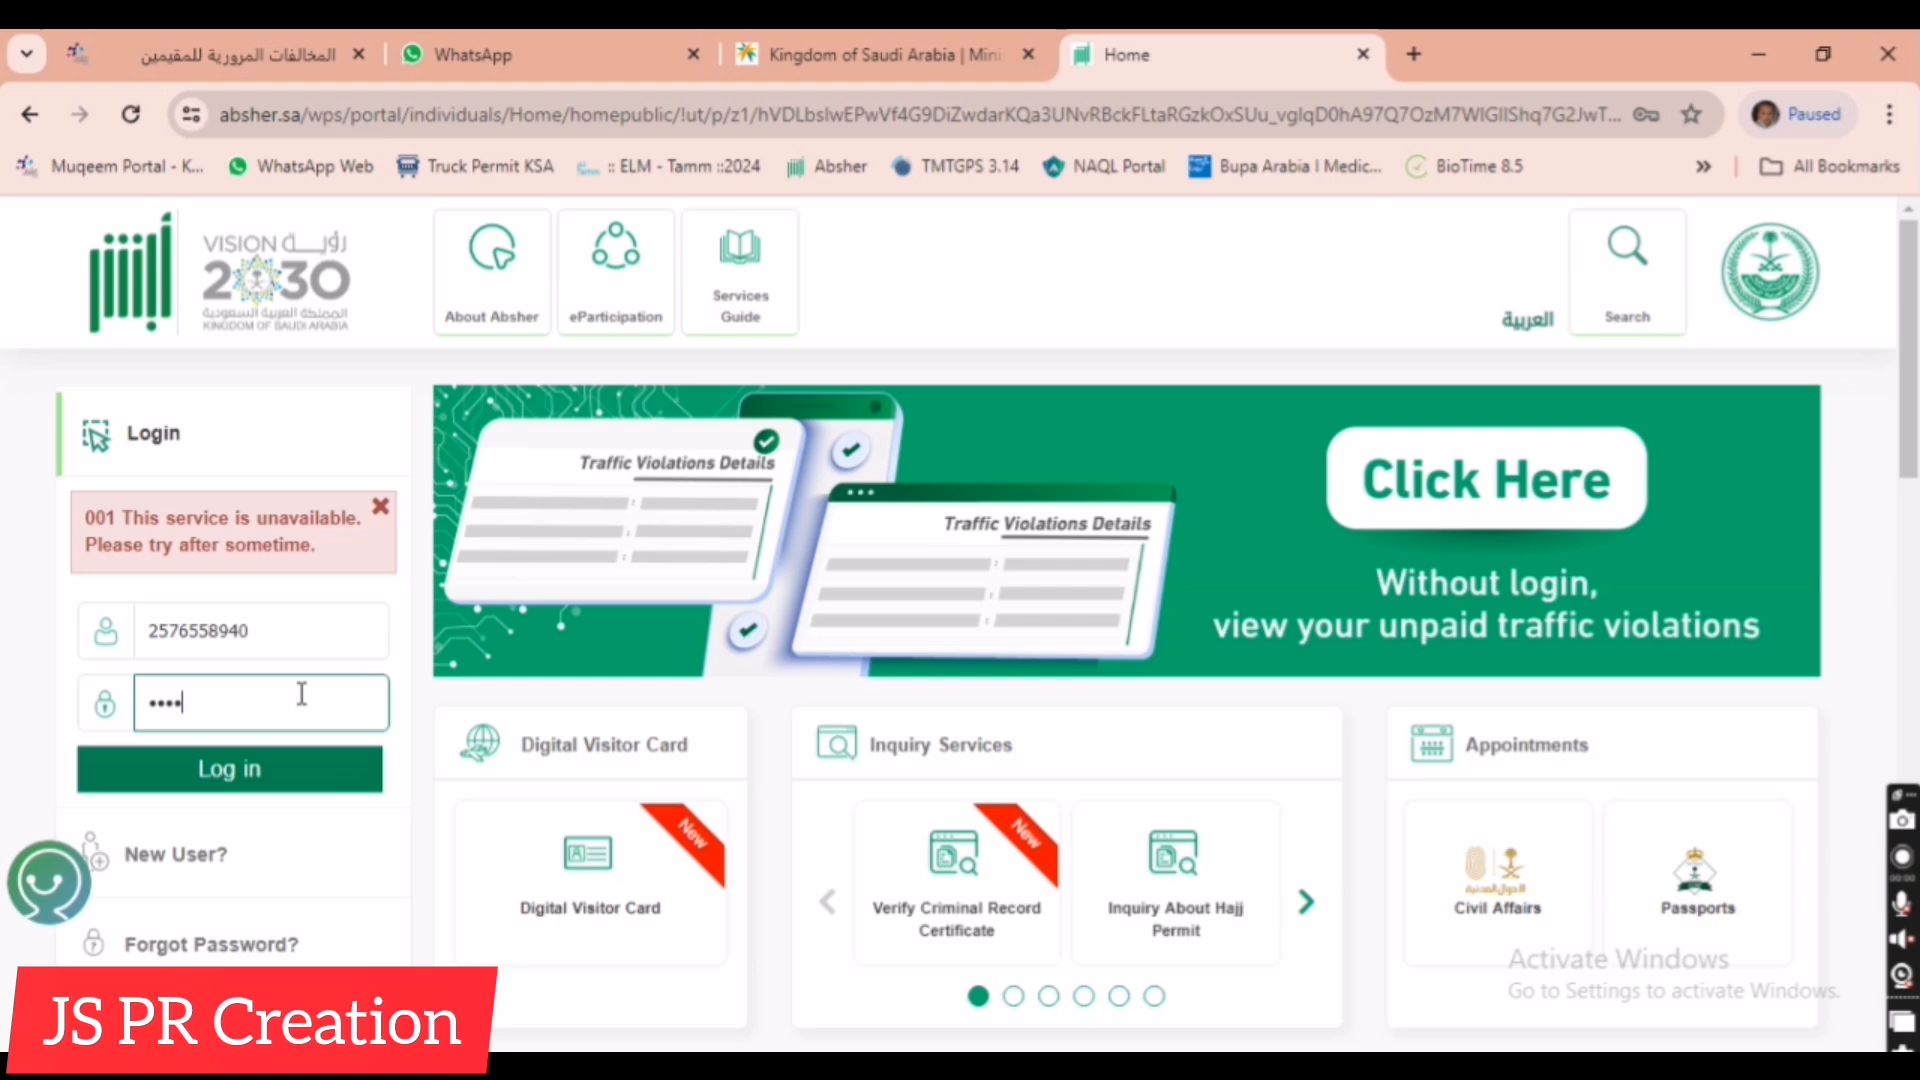 المخالفات المرورية للمقيمين
WhatsApp
Kingdom of Saudi Arabia | Mini
Home
absher.sa/wps/portal/individuals/Home/homepublic/!ut/p/z1/hVDLbslwEPwVf4G9DiZwdarKQa3UNvRBckFLtaRGzkOxSUu_vglqD0hA97Q7OzM7WIGIlShq7G2JwT...
Paused
Muqeem Portal - K...
WhatsApp Web
Truck Permit KSA
:: ELM - Tamm ::2024
Absher
TMTGPS 3.14
NAQL Portal
Bupa Arabia I Medic...
BioTime 8.5
All Bookmarks
أبشر
VISION رؤيـــة
2030
المملكة العربية السعودية
KINGDOM OF SAUDI ARABIA
About Absher
eParticipation
Services
Guide
العربية
Search
Login
001 This service is unavailable.
Please try after sometime.
2576558940
••••
Log in
New User?
Forgot Password?
Traffic Violations Details
Traffic Violations Details
Click Here
Without login,
view your unpaid traffic violations
Digital Visitor Card
New
Digital Visitor Card
Inquiry Services
New
Verify Criminal Record
Certificate
Inquiry About Hajj
Permit
Appointments
الأحوال المدنية
Civil Affairs
Passports
Activate Windows
Go to Settings to activate Windows.
00:00
JS PR Creation